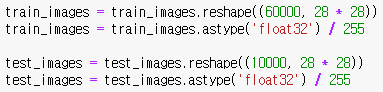 train_images = train_images.reshape((60000, 28 * 28))
train_images = train_images.astype('float32') / 255
test_images = test_images.reshape((10000, 28 * 28))
test_images = test_images.astype('float32') / 255